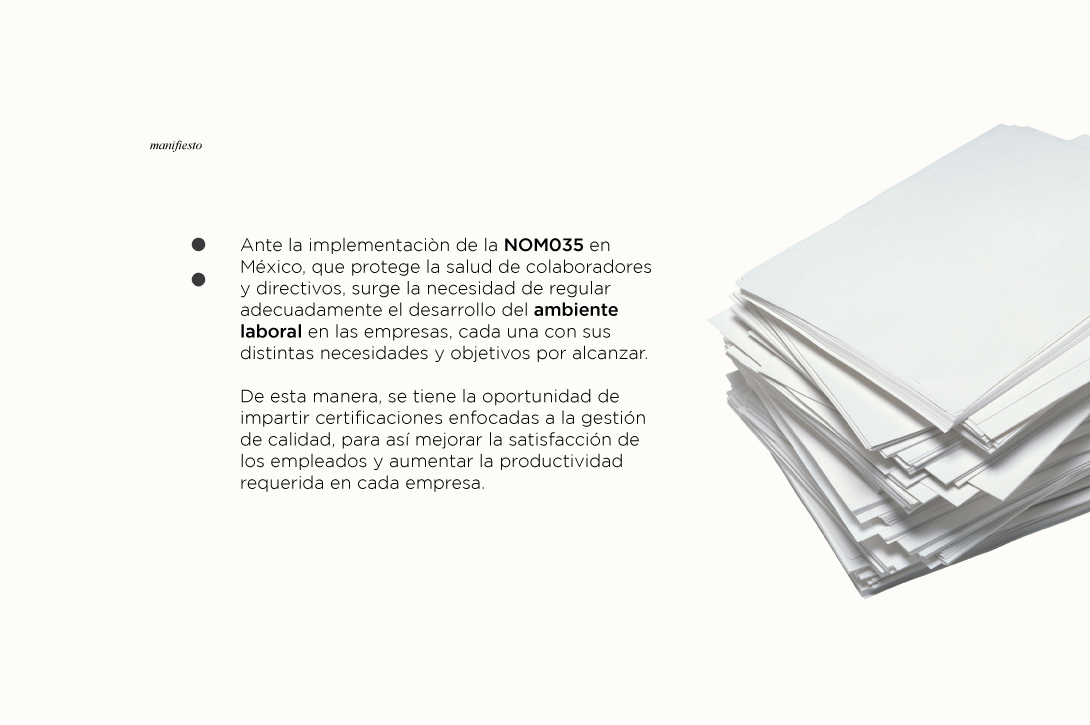 manifiesto
Ante la implementaciòn de la NOM035 en
México, que protege la salud de colaboradores
y directivos, surge la necesidad de regular
adecuadamente el desarrollo del ambiente
laboral en las empresas, cada una con sus
distintas necesidades y objetivos por alcanzar.
De esta manera, se tiene la oportunidad de
impartir certificaciones enfocadas a la gestión
de calidad, para así mejorar la satisfacción de
los empleados y aumentar la productividad
requerida en cada empresa.